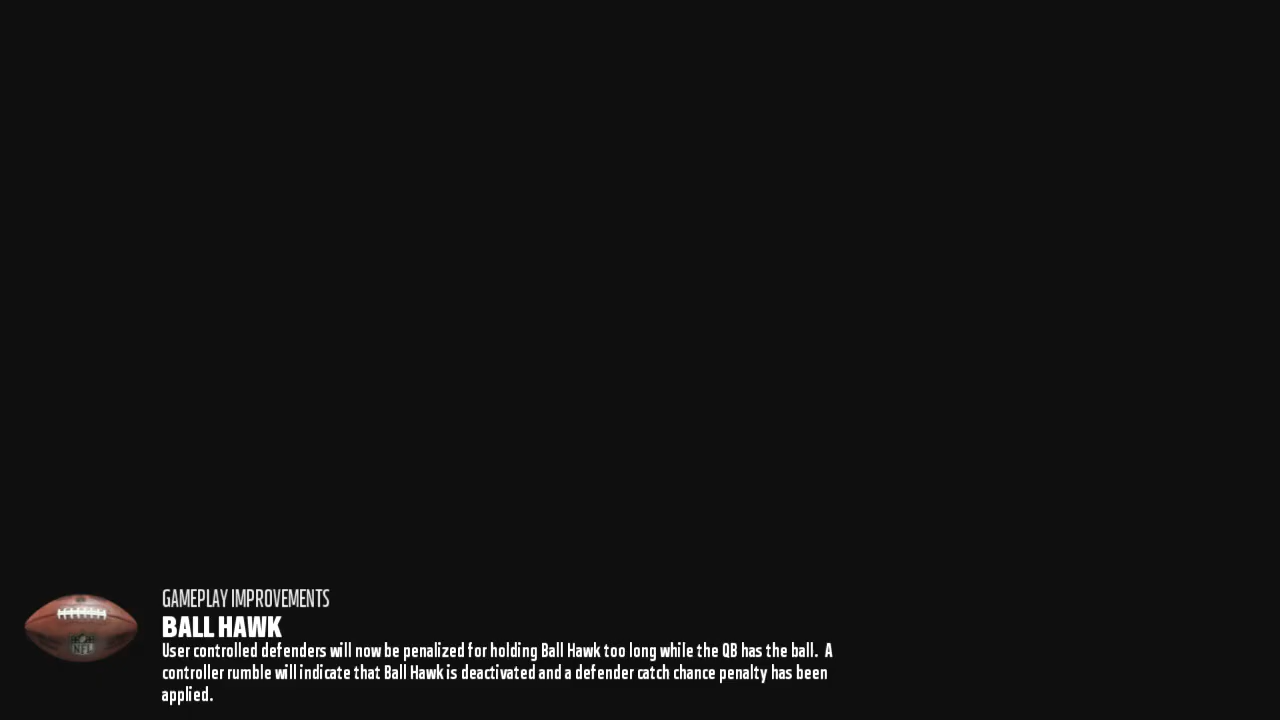 GAMEPLAY IMPROVEMENTS
BALL HAWK
User controlled defenders will now be penalized for holding Ball Hawk too long while the QB has the ball.  A
controller rumble will indicate that Ball Hawk is deactivated and a defender catch chance penalty has been
applied.
NFL